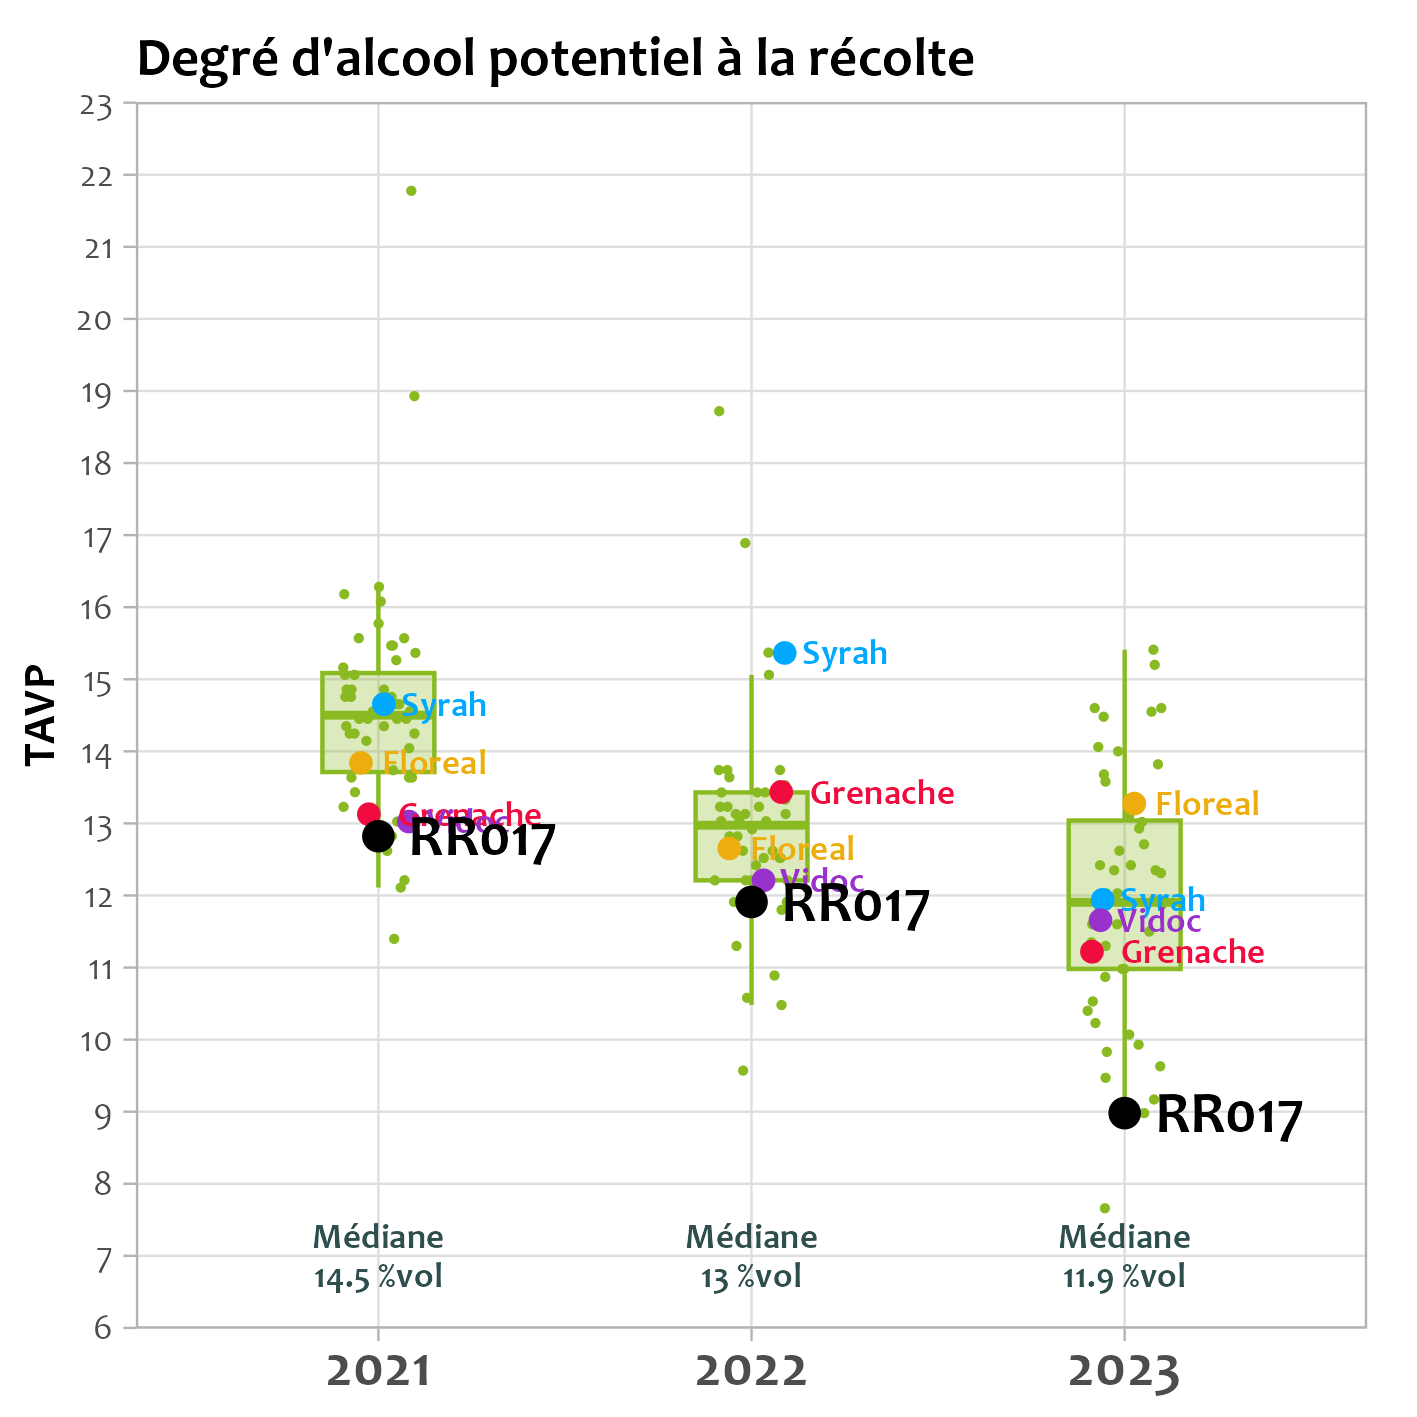 Degré d'alcool potentiel à la récolte
TAVP
23
22
21
20
19
18
17
16
15
14
13
12
11
10
9
8
7
6
Syrah
Floreal
Grenache
Vidoc
RR017
Médiane
14.5 %vol
Syrah
Grenache
Floreal
Vidoc
RR017
Médiane
13 %vol
Floreal
Syrah
Vidoc
Grenache
RR017
Médiane
11.9 %vol
2021
2022
2023